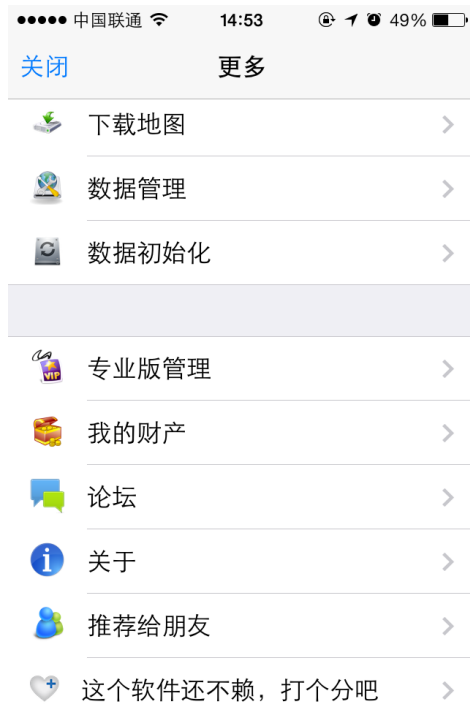 中国联通 14:53 49%
关闭 更多
下载地图
数据管理
数据初始化
VIP
专业版管理
我的财产
论坛
关于
推荐给朋友
这个软件还不赖，打个分吧